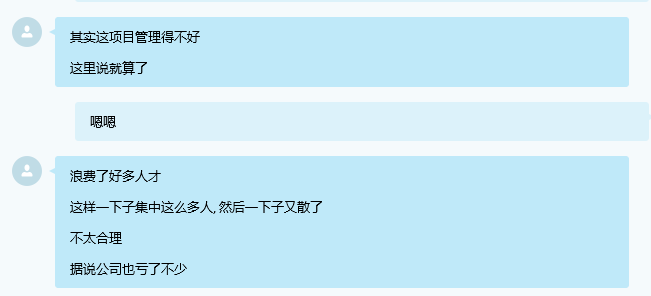 其实这项目管理得不好
这里说就算了
嗯嗯
浪费了好多人才
这样一下子集中这么多人,然后一下子又散了
不太合理
据说公司也亏了不少